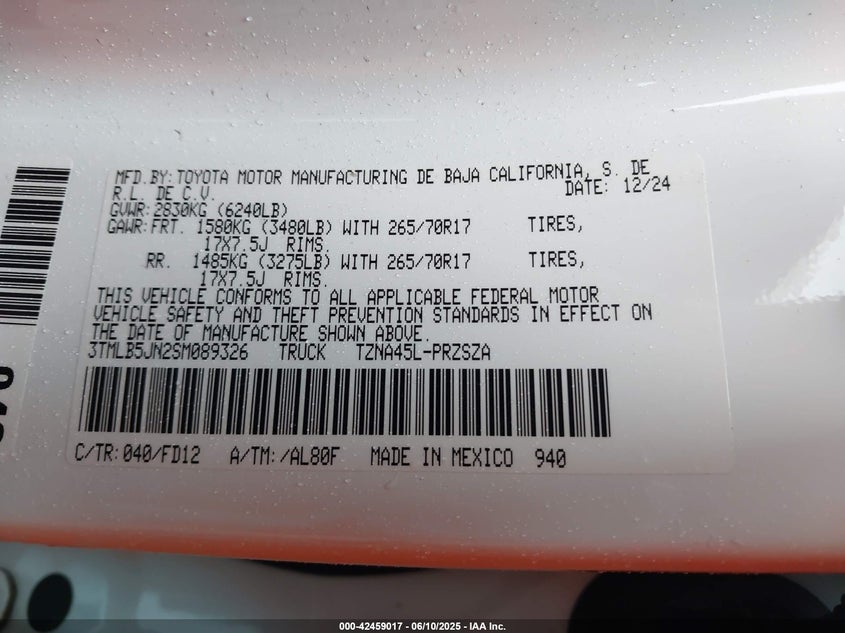 MFD.BY:TOYOTA MOTOR MANUFACTURING DE BAJA CALIFORNIA, S. DE
R.L. DE C.V. DATE: 12/24
GVWR:2830KG (6240LB)
GAWR:FRT. 1580KG (3480LB) WITH 265/70R17 TIRES,
17X7.5J RIMS.
RR. 1485KG (3275LB) WITH 265/70R17 TIRES,
17X7.5J RIMS.
THIS VEHICLE CONFORMS TO ALL APPLICABLE FEDERAL MOTOR
VEHICLE SAFETY AND THEFT PREVENTION STANDARDS IN EFFECT ON
THE DATE OF MANUFACTURE SHOWN ABOVE.
3TMLB5JN2SM089326 TRUCK TZNA45L-PRZSZA
C/TR:040/FD12 A/TM:/AL80F MADE IN MEXICO 940
000-42459017 - 06/10/2025 - IAA Inc.